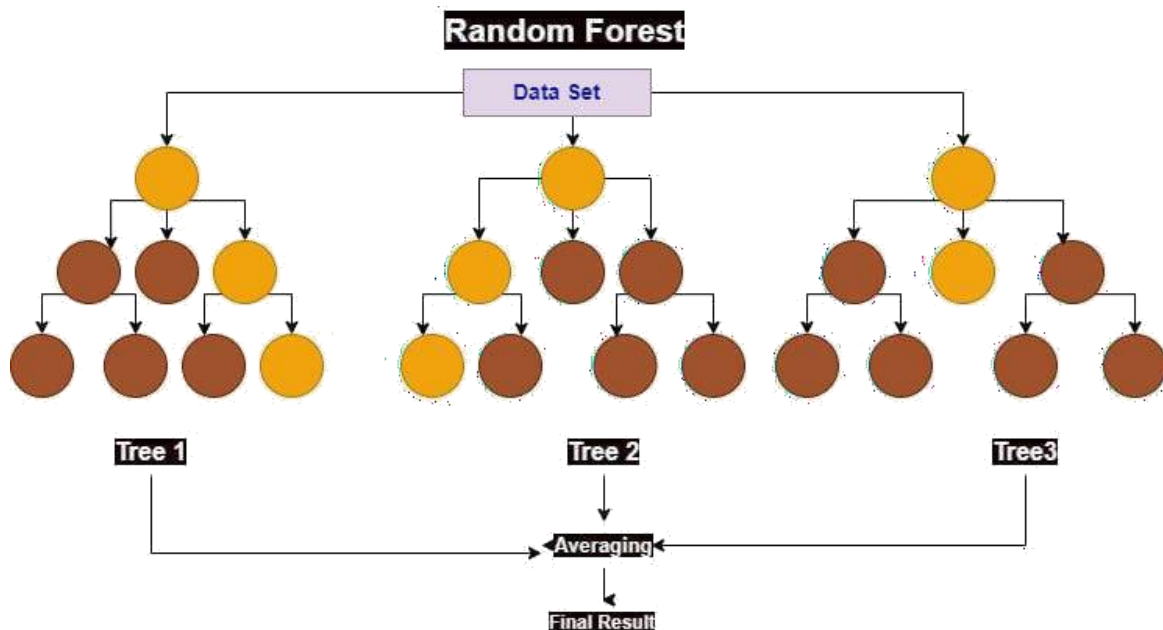 Random Forest
Data Set
Tree 1
Tree 2
Tree3
Averaging
Final Result